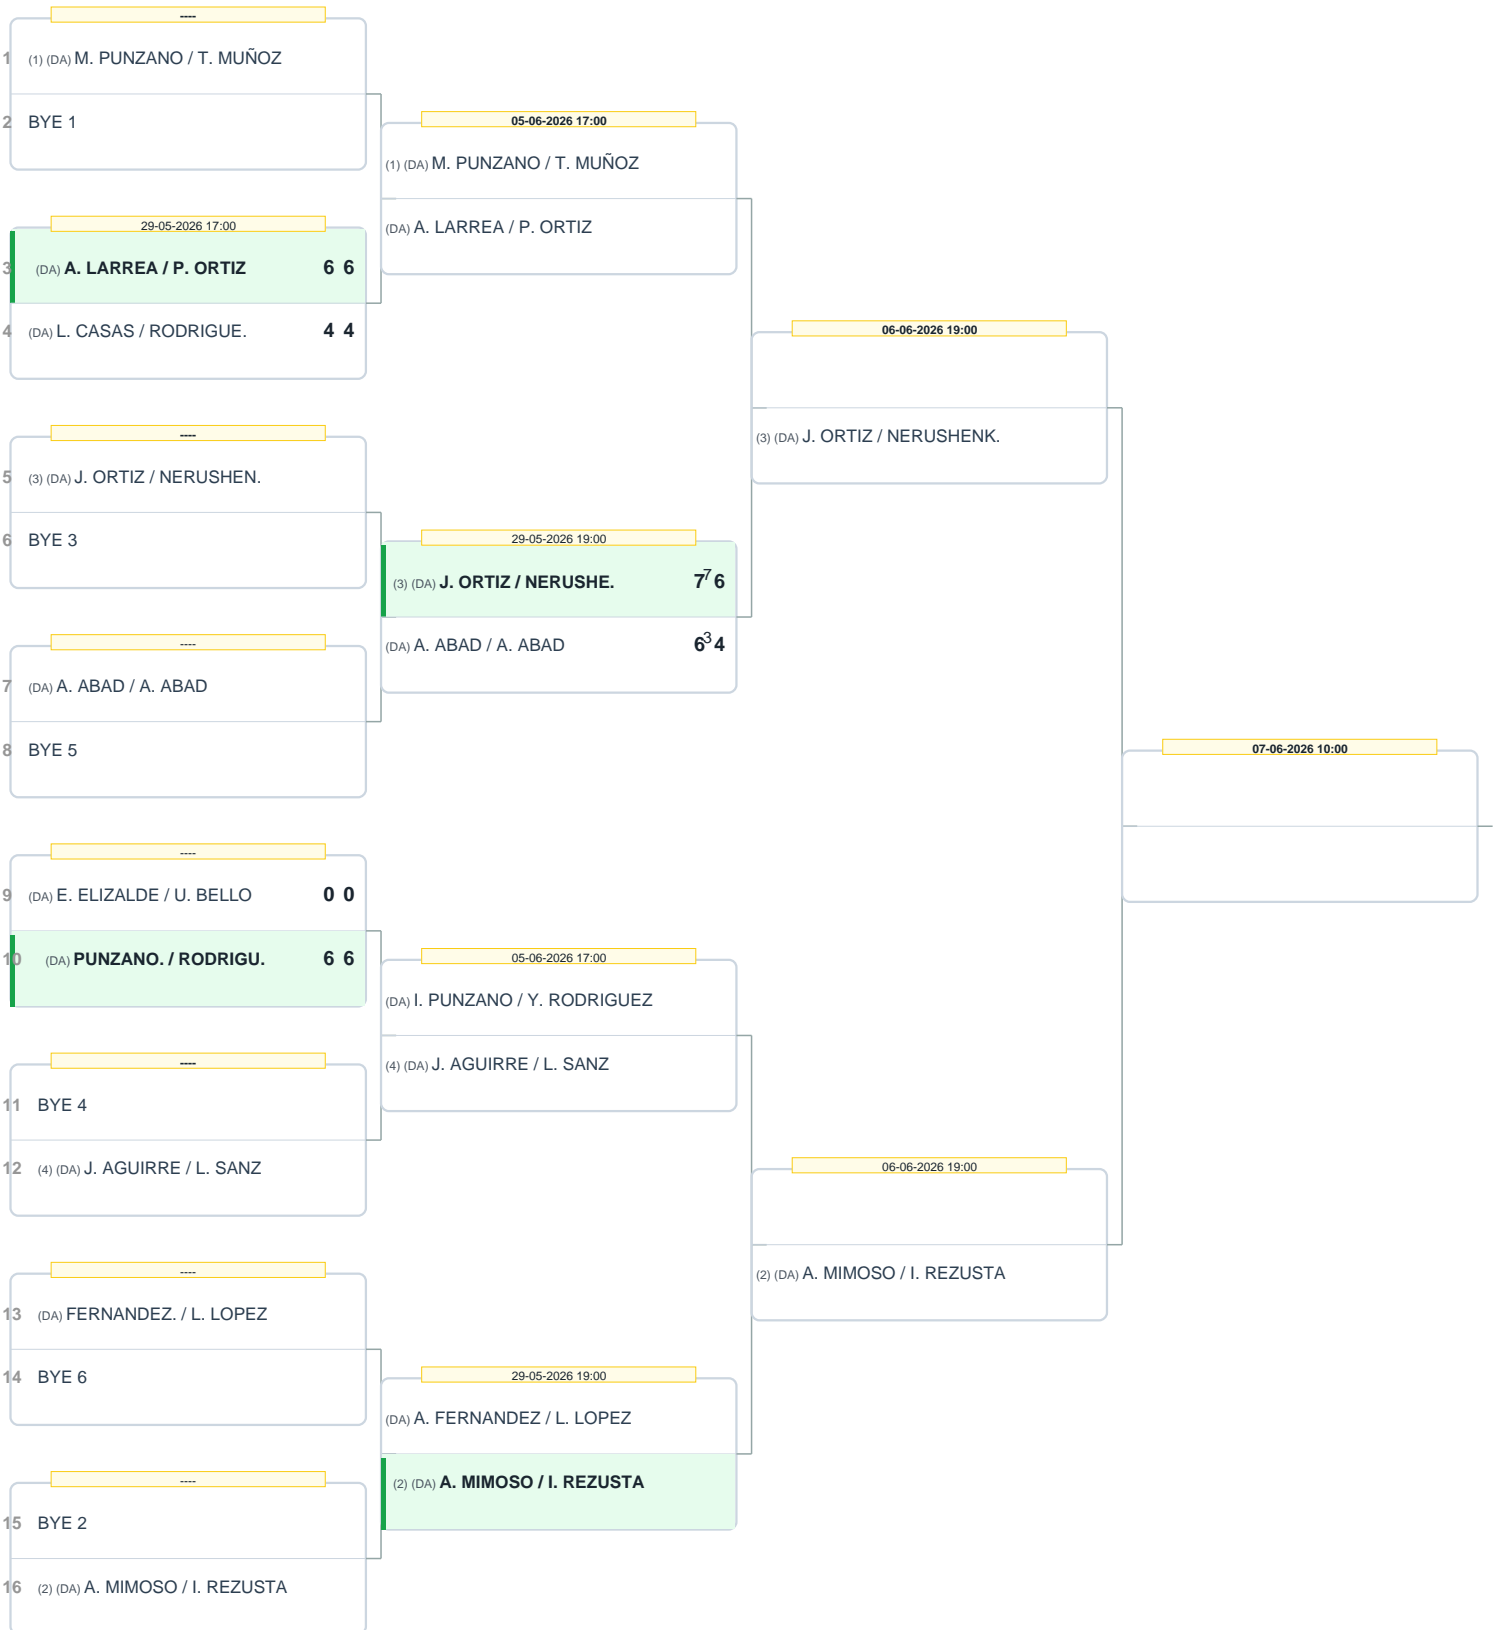 ----
1 (1) (DA) M. PUNZANO / T. MUÑOZ
2 BYE 1
29-05-2026 17:00
3 (DA) A. LARREA / P. ORTIZ 6 6
4 (DA) L. CASAS / RODRIGUE. 4 4
----
5 (3) (DA) J. ORTIZ / NERUSHEN.
6 BYE 3
----
7 (DA) A. ABAD / A. ABAD
8 BYE 5
----
9 (DA) E. ELIZALDE / U. BELLO 0 0
10 (DA) PUNZANO. / RODRIGU. 6 6
----
11 BYE 4
12 (4) (DA) J. AGUIRRE / L. SANZ
----
13 (DA) FERNANDEZ. / L. LOPEZ
14 BYE 6
----
15 BYE 2
16 (2) (DA) A. MIMOSO / I. REZUSTA
05-06-2026 17:00
(1) (DA) M. PUNZANO / T. MUÑOZ
(DA) A. LARREA / P. ORTIZ
29-05-2026 19:00
(3) (DA) J. ORTIZ / NERUSHE. 7 7 6
(DA) A. ABAD / A. ABAD 6 3 4
05-06-2026 17:00
(DA) I. PUNZANO / Y. RODRIGUEZ
(4) (DA) J. AGUIRRE / L. SANZ
29-05-2026 19:00
(DA) A. FERNANDEZ / L. LOPEZ
(2) (DA) A. MIMOSO / I. REZUSTA
06-06-2026 19:00
(3) (DA) J. ORTIZ / NERUSHENK.
06-06-2026 19:00
(2) (DA) A. MIMOSO / I. REZUSTA
07-06-2026 10:00